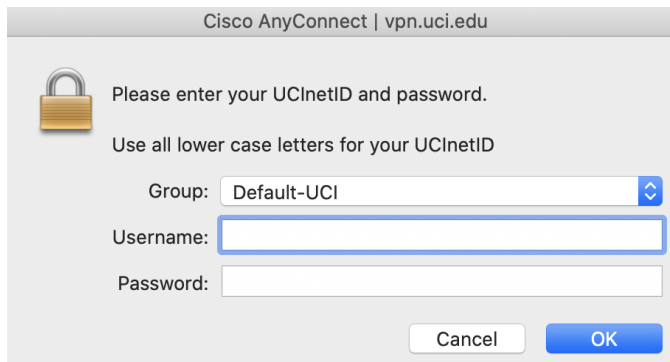 Cisco AnyConnect | vpn.uci.edu
Please enter your UCInetID and password.
Use all lower case letters for your UCInetID
Group: Default-UCI
Username:
Password:
Cancel OK